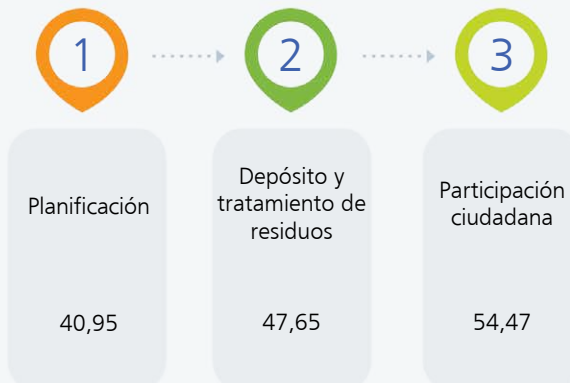 1
2
3
Planificación
40,95
Depósito y
tratamiento de
residuos
47,65
Participación
ciudadana
54,47